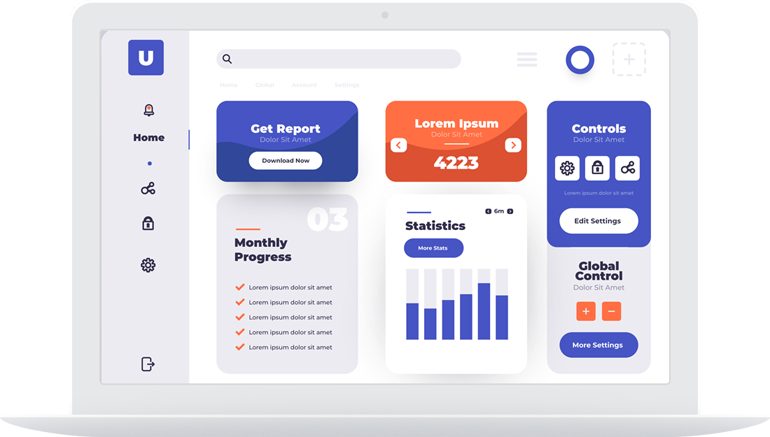 U
Home
Home Global Account Settings
Get Report
Dolor Sit Amet
Download Now
Lorem Ipsum
Dolor Sit Amet
4223
Controls
Dolor Sit Amet
Lorem ipsum dolor sit amet
Edit Settings
03
Monthly
Progress
Lorem ipsum dolor sit amet
Lorem ipsum dolor sit amet
Lorem ipsum dolor sit amet
Lorem ipsum dolor sit amet
Lorem ipsum dolor sit amet
6m
Statistics
More Stats
Global
Control
Dolor Sit Amet
More Settings